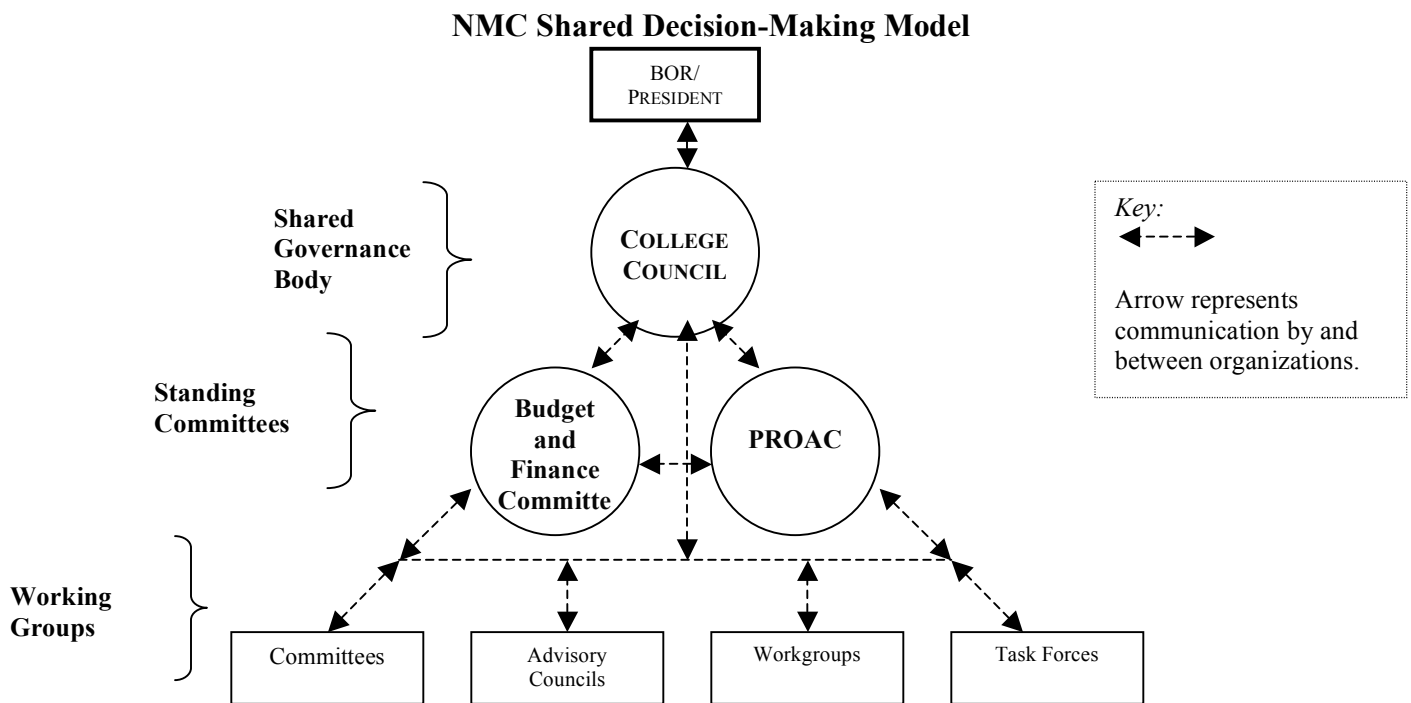 NMC Shared Decision-Making Model
BOR/
PRESIDENT
Shared
Governance
Body
COLLEGE
COUNCIL
Key:
Arrow represents
communication by and
between organizations.
Standing
Committees
Budget
and
Finance
Committe
PROAC
Working
Groups
Committees
Advisory
Councils
Workgroups
Task Forces